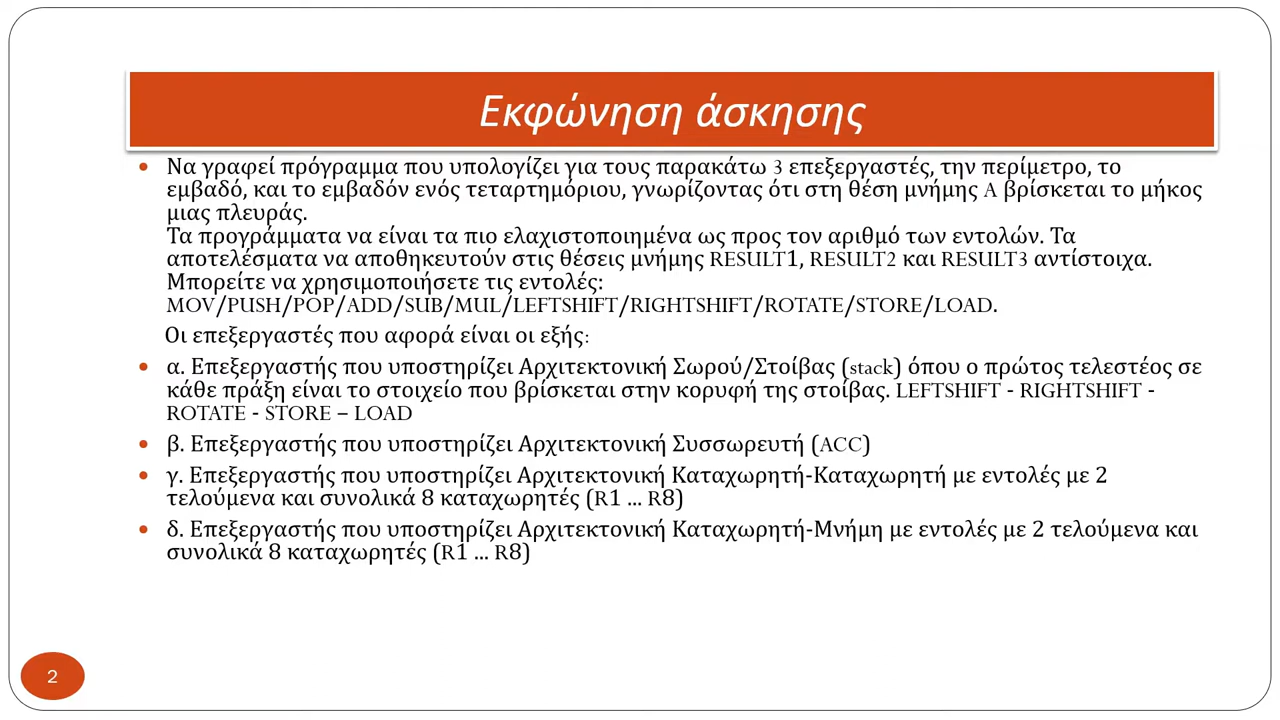 Εκφώνηση άσκησης
• Να γραφεί πρόγραμμα που υπολογίζει για τους παρακάτω 3 επεξεργαστές, την περίμετρο, το
εμβαδό, και το εμβαδόν ενός τεταρτημόριου, γνωρίζοντας ότι στη θέση μνήμης A βρίσκεται το μήκος
μιας πλευράς.
Τα προγράμματα να είναι τα πιο ελαχιστοποιημένα ως προς τον αριθμό των εντολών. Τα
αποτελέσματα να αποθηκευτούν στις θέσεις μνήμης RESULT1, RESULT2 και RESULT3 αντίστοιχα.
Μπορείτε να χρησιμοποιήσετε τις εντολές:
MOV/PUSH/POP/ADD/SUB/MUL/LEFTSHIFT/RIGHTSHIFT/ROTATE/STORE/LOAD.
Οι επεξεργαστές που αφορά είναι οι εξής:
• α. Επεξεργαστής που υποστηρίζει Αρχιτεκτονική Σωρού/Στοίβας (stack) όπου ο πρώτος τελεστέος σε
κάθε πράξη είναι το στοιχείο που βρίσκεται στην κορυφή της στοίβας. LEFTSHIFT - RIGHTSHIFT -
ROTATE - STORE – LOAD
• β. Επεξεργαστής που υποστηρίζει Αρχιτεκτονική Συσσωρευτή (ACC)
• γ. Επεξεργαστής που υποστηρίζει Αρχιτεκτονική Καταχωρητή-Καταχωρητή με εντολές με 2
τελούμενα και συνολικά 8 καταχωρητές (R1 ... R8)
• δ. Επεξεργαστής που υποστηρίζει Αρχιτεκτονική Καταχωρητή-Μνήμη με εντολές με 2 τελούμενα και
συνολικά 8 καταχωρητές (R1 ... R8)
2